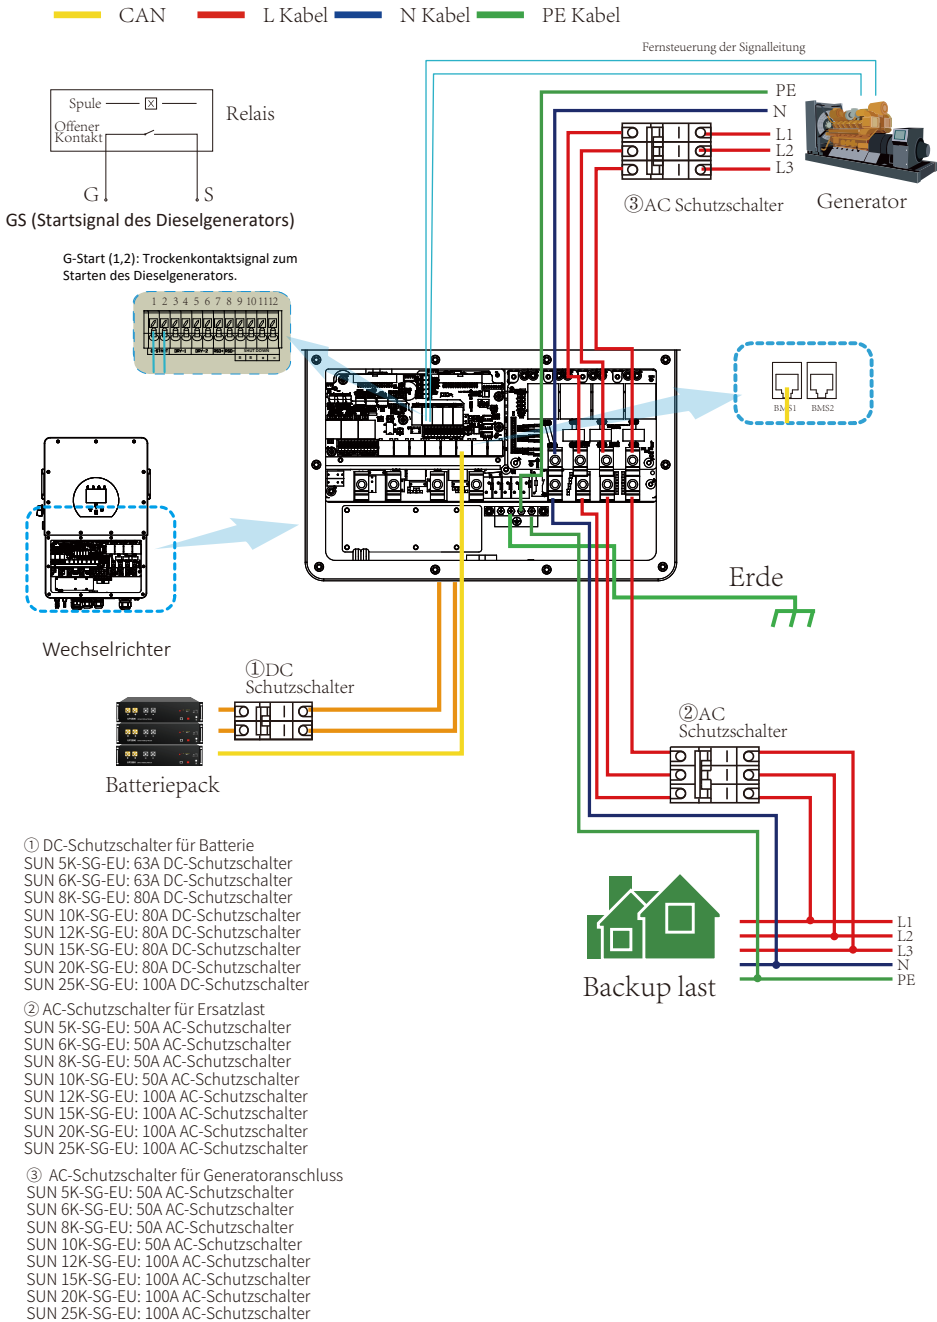 CAN
L Kabel
N Kabel
PE Kabel
Fernsteuerung der Signalleitung
Spule
Offener
Kontakt
Relais
G
S
GS (Startsignal des Dieselgenerators)
PE
N
L1
L2
L3
③AC Schutzschalter
Generator
G-Start (1,2): Trockenkontaktsignal zum
Starten des Dieselgenerators.
1 2 3 4 5 6 7 8 9 10 11 12
BMS1
BMS2
Wechselrichter
Erde
①DC
Schutzschalter
Batteriepack
②AC
Schutzschalter
Backup last
L1
L2
L3
N
PE
① DC-Schutzschalter für Batterie
SUN 5K-SG-EU: 63A DC-Schutzschalter
SUN 6K-SG-EU: 63A DC-Schutzschalter
SUN 8K-SG-EU: 80A DC-Schutzschalter
SUN 10K-SG-EU: 80A DC-Schutzschalter
SUN 12K-SG-EU: 80A DC-Schutzschalter
SUN 15K-SG-EU: 80A DC-Schutzschalter
SUN 20K-SG-EU: 80A DC-Schutzschalter
SUN 25K-SG-EU: 100A DC-Schutzschalter
② AC-Schutzschalter für Ersatzlast
SUN 5K-SG-EU: 50A AC-Schutzschalter
SUN 6K-SG-EU: 50A AC-Schutzschalter
SUN 8K-SG-EU: 50A AC-Schutzschalter
SUN 10K-SG-EU: 50A AC-Schutzschalter
SUN 12K-SG-EU: 100A AC-Schutzschalter
SUN 15K-SG-EU: 100A AC-Schutzschalter
SUN 20K-SG-EU: 100A AC-Schutzschalter
SUN 25K-SG-EU: 100A AC-Schutzschalter
③ AC-Schutzschalter für Generatoranschluss
SUN 5K-SG-EU: 50A AC-Schutzschalter
SUN 6K-SG-EU: 50A AC-Schutzschalter
SUN 8K-SG-EU: 50A AC-Schutzschalter
SUN 10K-SG-EU: 50A AC-Schutzschalter
SUN 12K-SG-EU: 100A AC-Schutzschalter
SUN 15K-SG-EU: 100A AC-Schutzschalter
SUN 20K-SG-EU: 100A AC-Schutzschalter
SUN 25K-SG-EU: 100A AC-Schutzschalter